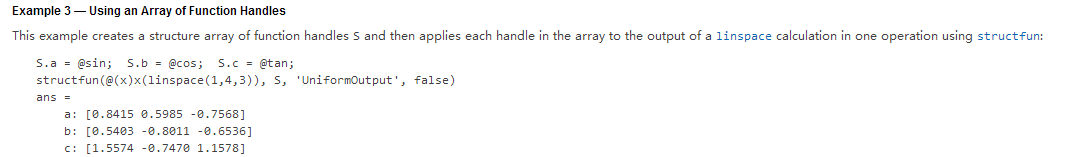 Example 3 — Using an Array of Function Handles
This example creates a structure array of function handles S and then applies each handle in the array to the output of a linspace calculation in one operation using structfun:
S.a = @sin;  S.b = @cos;  S.c = @tan;
structfun(@(x)x(linspace(1,4,3)), S, 'UniformOutput', false)
ans =
    a: [0.8415 0.5985 -0.7568]
    b: [0.5403 -0.8011 -0.6536]
    c: [1.5574 -0.7470 1.1578]